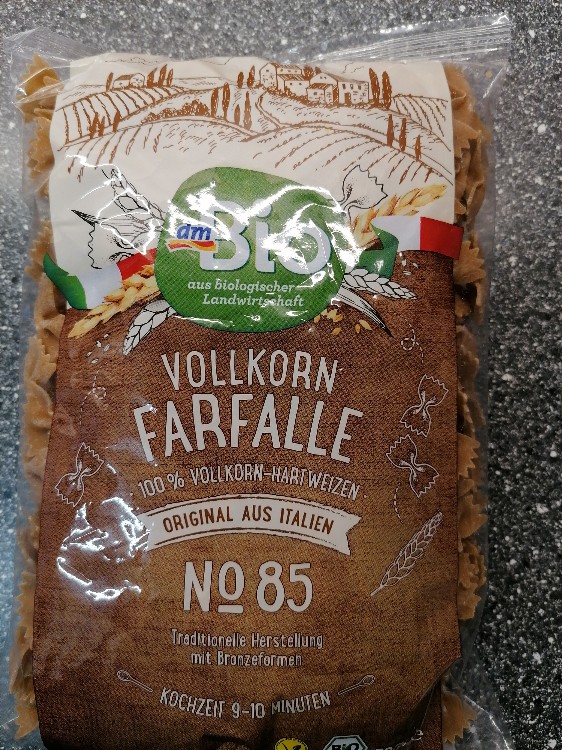 dm Bio
aus biologischer
Landwirtschaft
VOLLKORN
FARFALLE
100% VOLLKORN-HARTWEIZEN
ORIGINAL AUS ITALIEN
No 85
Traditionelle Herstellung
mit Bronzeformen
KOCHZEIT 9-10 MINUTEN
BIO